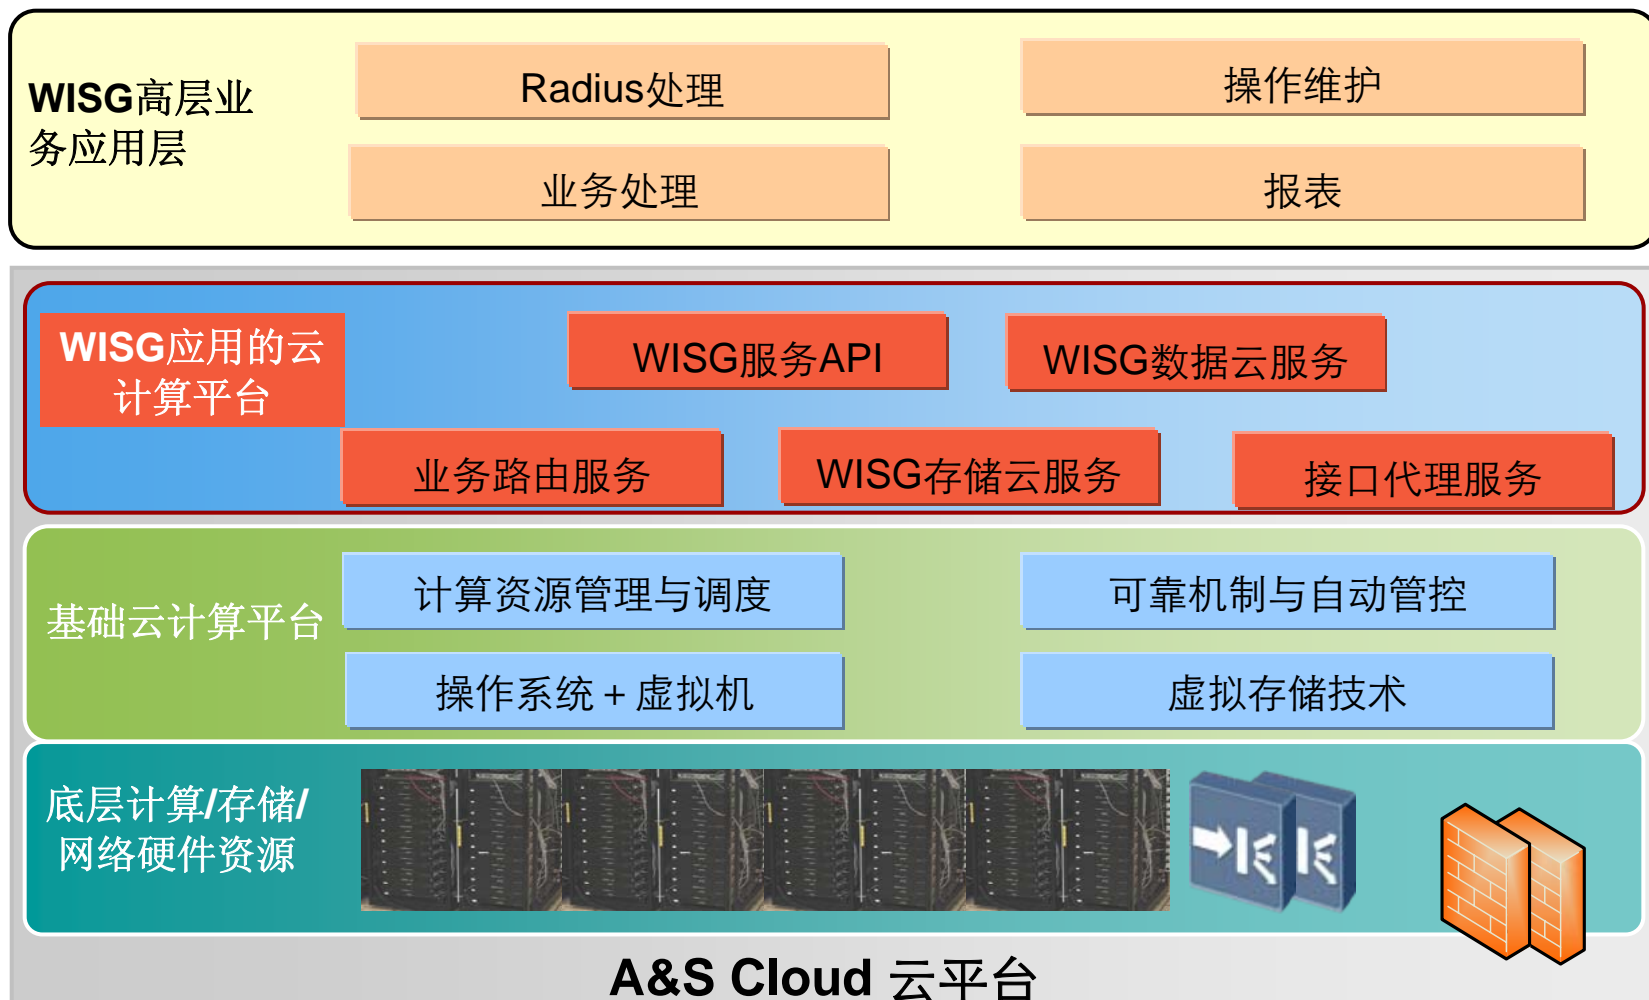 WISG高层业
务应用层
Radius处理
操作维护
业务处理
报表
WISG应用的云
计算平台
WISG服务API
WISG数据云服务
业务路由服务
WISG存储云服务
接口代理服务
基础云计算平台
计算资源管理与调度
可靠机制与自动管控
操作系统+虚拟机
虚拟存储技术
底层计算/存储/
网络硬件资源
A&S Cloud 云平台